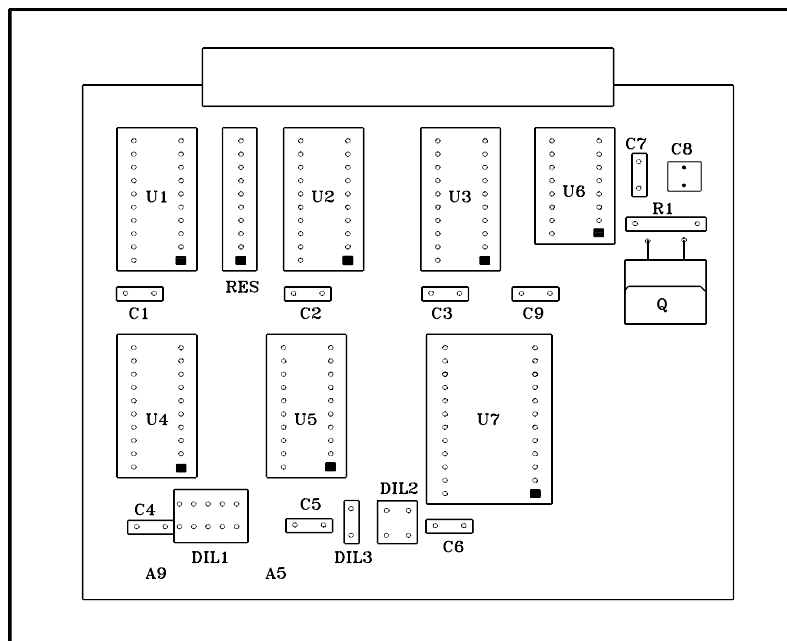 C7 C8
U1 U2 U3 U6
R1
RES
C1 C2 C3 C9 Q
U4 U5 U7
DIL2
C4 C5
DIL1 DIL3 C6
A9 A5